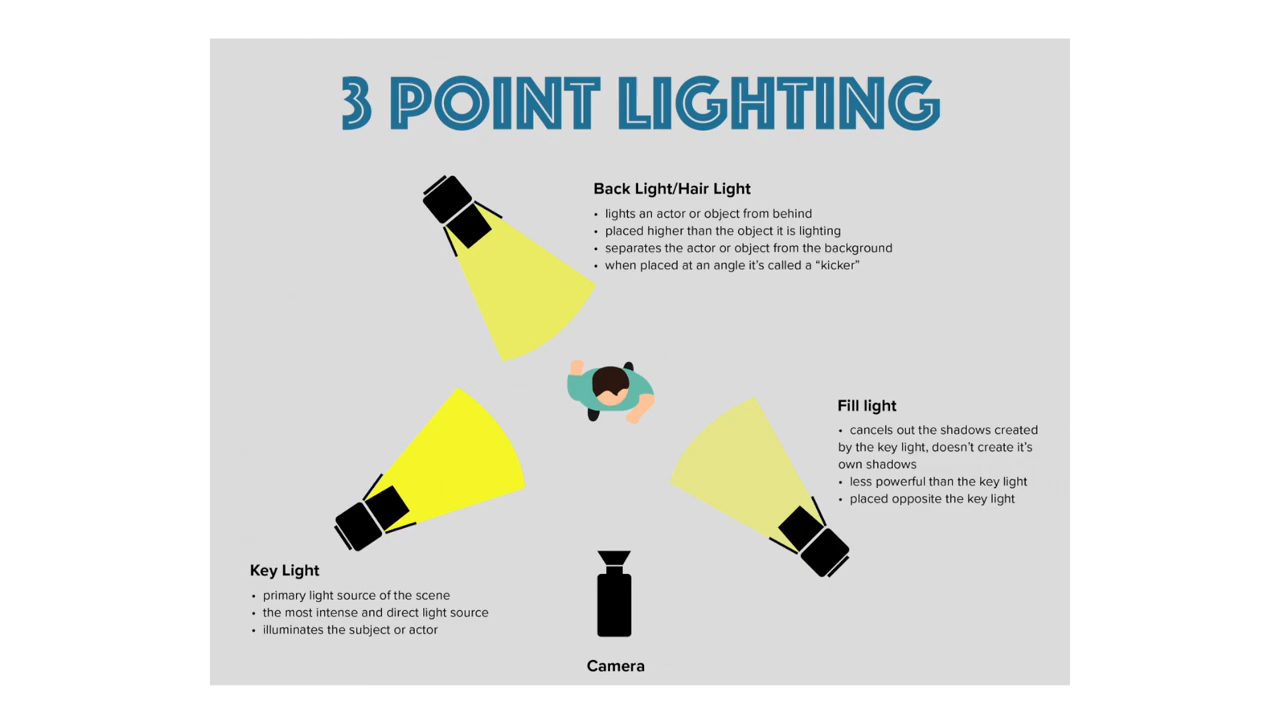 3 POINT LIGHTING
Back Light/Hair Light
• lights an actor or object from behind
• placed higher than the object it is lighting
• separates the actor or object from the background
• when placed at an angle it's called a “kicker”
Fill light
• cancels out the shadows created
by the key light, doesn't create it's
own shadows
• less powerful than the key light
• placed opposite the key light
Key Light
• primary light source of the scene
• the most intense and direct light source
• illuminates the subject or actor
Camera